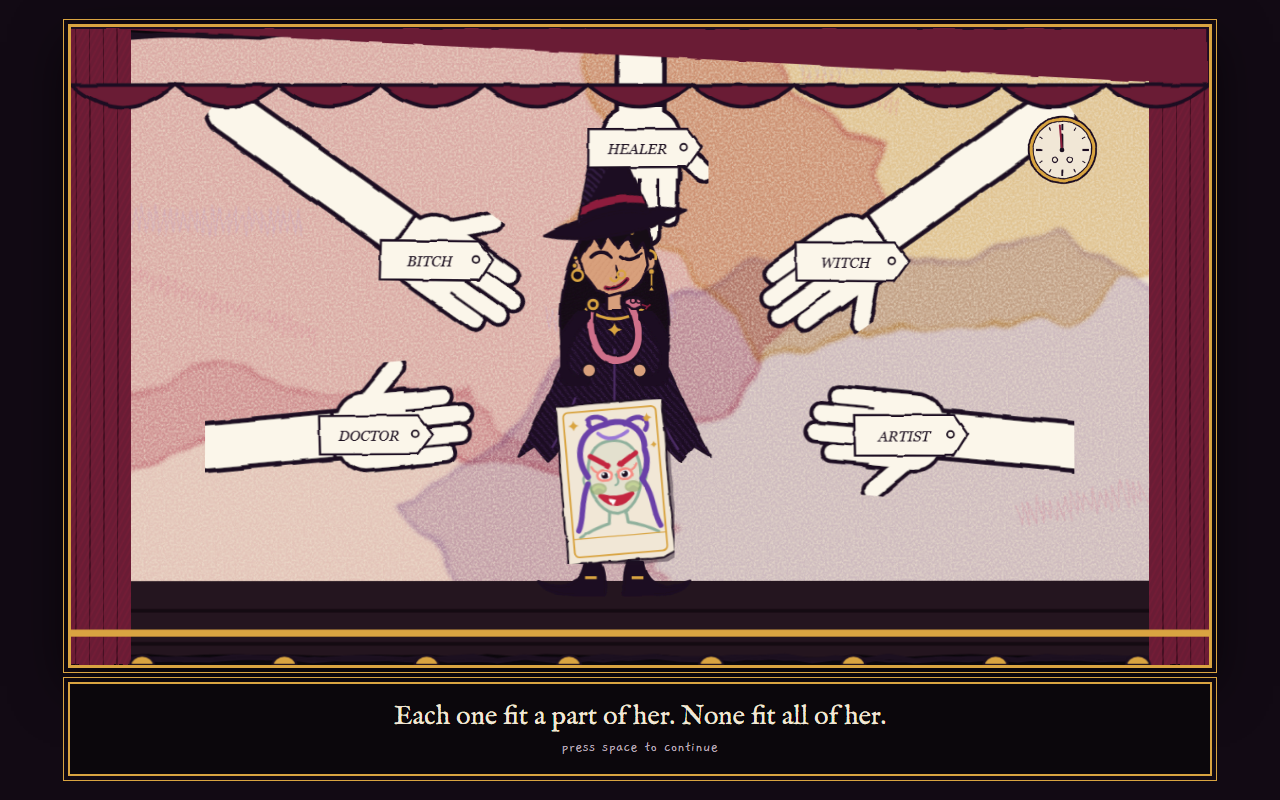 HEALER
BITCH
WITCH
DOCTOR
ARTIST
Each one fit a part of her. None fit all of her.
press space to continue